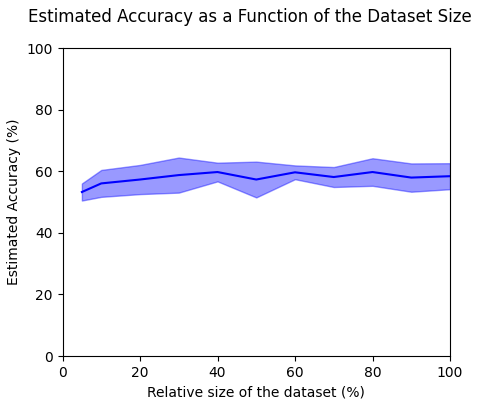 Estimated Accuracy as a Function of the Dataset Size
100
80
60
40
20
0
Estimated Accuracy (%)
0 20 40 60 80 100
Relative size of the dataset (%)